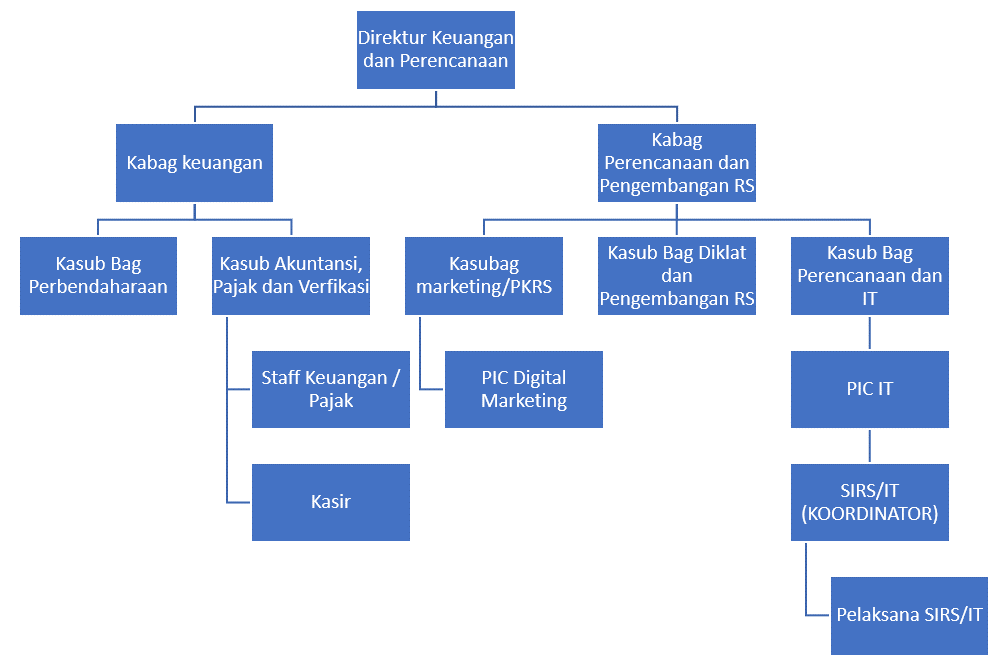 Direktur Keuangan
dan Perencanaan
Kabag keuangan
Kabag
Perencanaan dan
Pengembangan RS
Kasub Bag
Perbendaharaan
Kasub Akuntansi,
Pajak dan Verfikasi
Kasubag
marketing/PKRS
Kasub Bag Diklat
dan
Pengembangan RS
Kasub Bag
Perencanaan dan
IT
Staff Keuangan /
Pajak
PIC Digital
Marketing
PIC IT
Kasir
SIRS/IT
(KOORDINATOR)
Pelaksana SIRS/IT